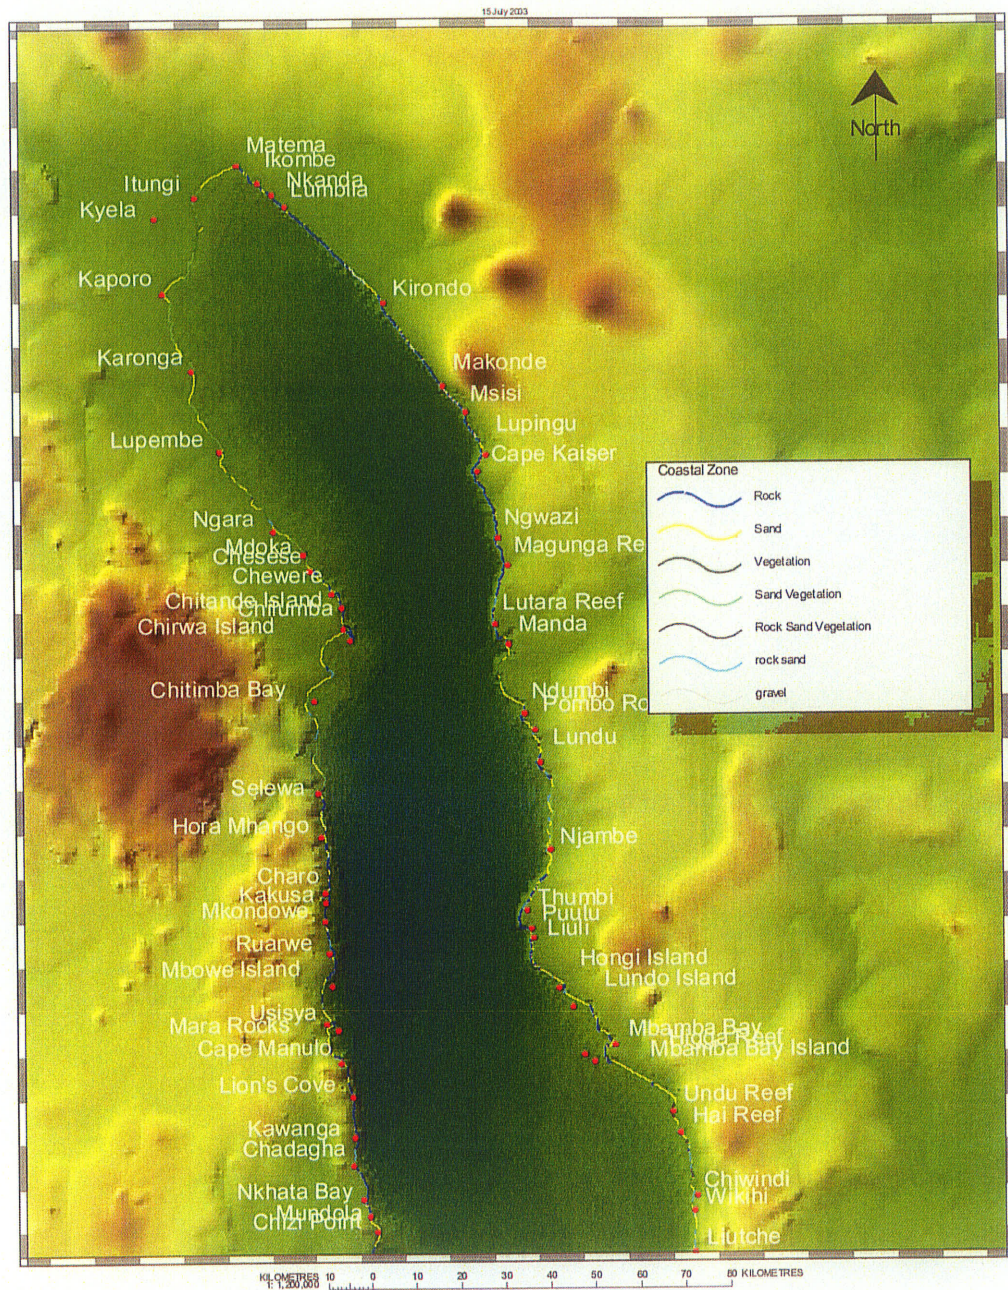 15 July 2003
North
Matema
Ikombe
Nkanda
Lumbila
Itungi
Kyela
Kaporo
Kirondo
Karonga
Makonde
Msisi
Lupingu
Lupembe
Cape Kaiser
Coastal Zone
Rock
Sand
Vegetation
Sand Vegetation
Rock Sand Vegetation
rock sand
gravel
Ngara
Ngwazi
Mdoka
Magunga Re
Chesese
Chewere
Chitande Island
Lutara Reef
Chirwa Island
Manda
Chitimba Bay
Ndumbi
Pombo Ro
Lundu
Selewa
Hora Mhango
Njambe
Charo
Kakusa
Thumbi
Mkondowe
Puulu
Liuli
Ruarwe
Hongi Island
Mbowe Island
Lundo Island
Usisya
Mara Rocks
Mbamba Bay
Cape Manulo
Mbamba Bay Island
Lion's Cove
Undu Reef
Hai Reef
Kawanga
Chadagha
Chiwindi
Nkhata Bay
Wikihi
Mundola
Chizi Point
Liutche
KILOMETRES 10 0 20 30 40 50 60 70 80 KILOMETRES
1: 1,200,000